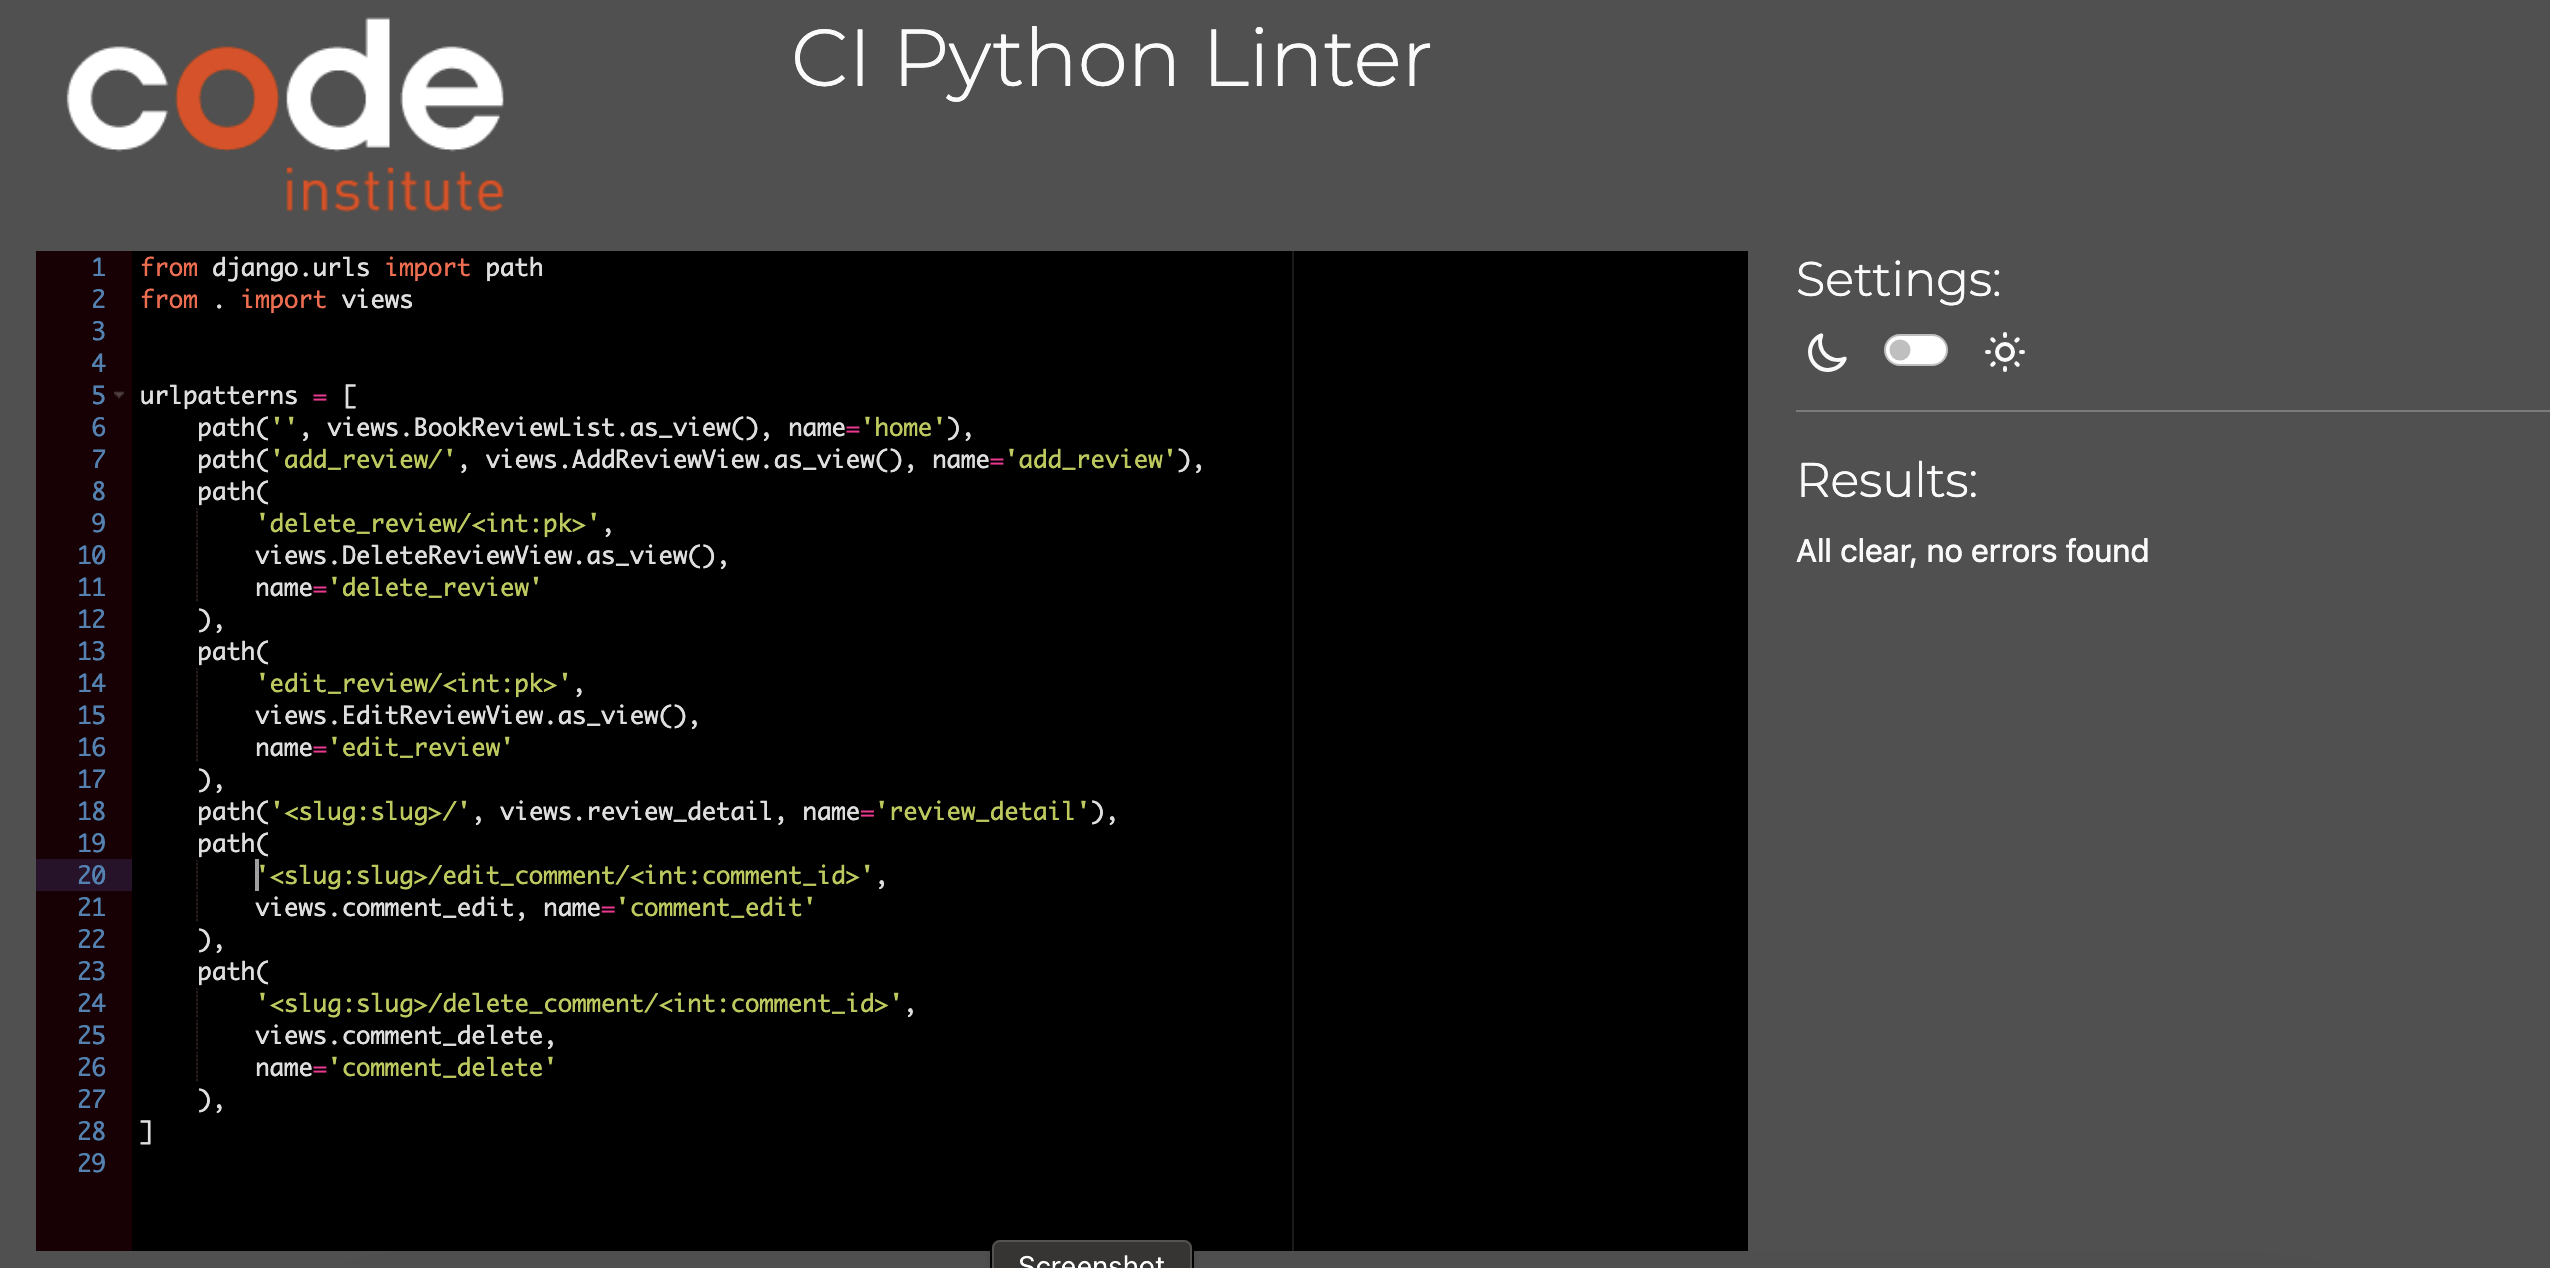 code
institute
CI Python Linter
1 from django.urls import path
2 from . import views
3
4
5 urlpatterns = [
6     path('', views.BookReviewList.as_view(), name='home'),
7     path('add_review/', views.AddReviewView.as_view(), name='add_review'),
8     path(
9         'delete_review/<int:pk>',
10         views.DeleteReviewView.as_view(),
11         name='delete_review'
12     ),
13     path(
14         'edit_review/<int:pk>',
15         views.EditReviewView.as_view(),
16         name='edit_review'
17     ),
18     path('<slug:slug>/', views.review_detail, name='review_detail'),
19     path(
20         '<slug:slug>/edit_comment/<int:comment_id>',
21         views.comment_edit, name='comment_edit'
22     ),
23     path(
24         '<slug:slug>/delete_comment/<int:comment_id>',
25         views.comment_delete,
26         name='comment_delete'
27     ),
28 ]
29
Settings:
Results:
All clear, no errors found
Screenshot